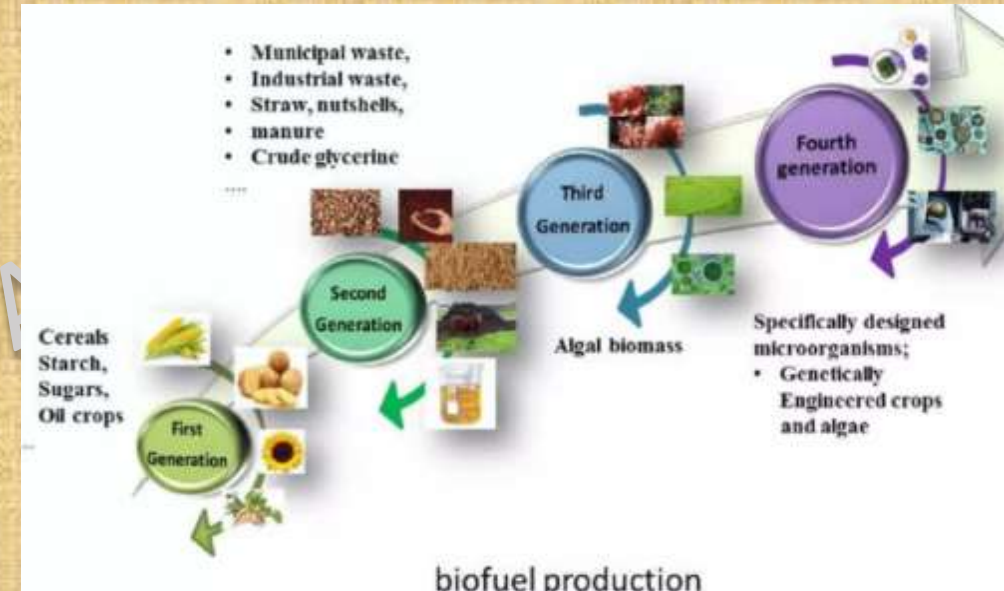 • Municipal waste,
• Industrial waste,
• Straw, nutshells,
• manure
• Crude glycerine
....
Fourth
generation
Third
Generation
Second
Generation
Cereals
Starch,
Sugars,
Oil crops
...
First
Generation
Algal biomass
Specifically designed
microorganisms;
• Genetically
Engineered crops
and algae
biofuel production